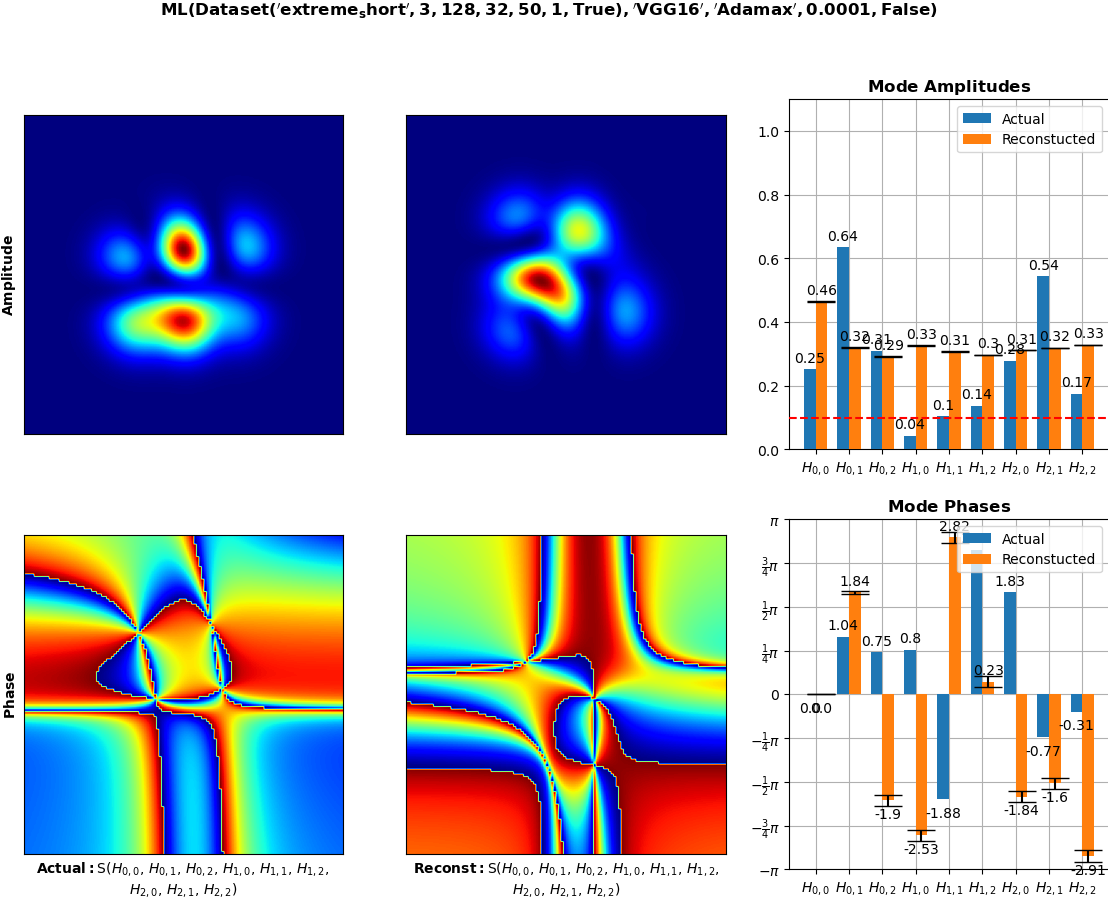 ML(Dataset('extreme_short', 3, 128, 32, 50, 1, True), 'VGG16', 'Adamax', 0.0001, False)
Amplitude
Mode Amplitudes
Actual
Reconstucted
1.0
0.8
0.6
0.4
0.2
0.0
0.25
0.46
0.64
0.32
0.31
0.29
0.04
0.33
0.1
0.31
0.14
0.3
0.28
0.31
0.54
0.32
0.17
0.33
H0,0 H0,1 H0,2 H1,0 H1,1 H1,2 H2,0 H2,1 H2,2
Phase
Actual: S(H0,0, H0,1, H0,2, H1,0, H1,1, H1,2,
H2,0, H2,1, H2,2)
Reconst: S(H0,0, H0,1, H0,2, H1,0, H1,1, H1,2,
H2,0, H2,1, H2,2)
Mode Phases
Actual
Reconstucted
π
3/4π
1/2π
1/4π
0
−1/4π
−1/2π
−3/4π
−π
0.0
0.0
1.04
1.84
0.75
-1.9
0.8
-2.53
-1.88
2.82
0.23
1.83
-1.84
-0.77
-1.6
-0.31
-2.91
H0,0 H0,1 H0,2 H1,0 H1,1 H1,2 H2,0 H2,1 H2,2